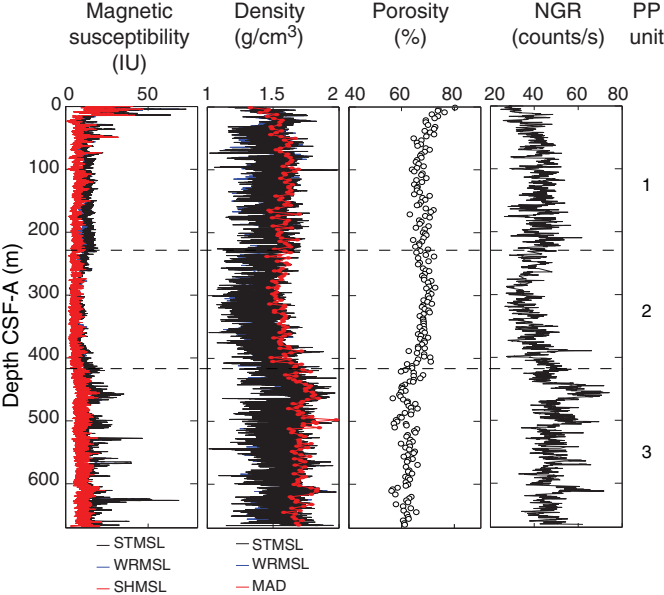 Magnetic
susceptibility
(IU)
Density
(g/cm3)
Porosity
(%)
NGR
(counts/s)
PP
unit
0 50
1 1.5 2
40 60 80
20 40 60 80
Depth CSF-A (m)
0
100
200
300
400
500
600
1
2
3
STMSL
WRMSL
SHMSL
STMSL
WRMSL
MAD